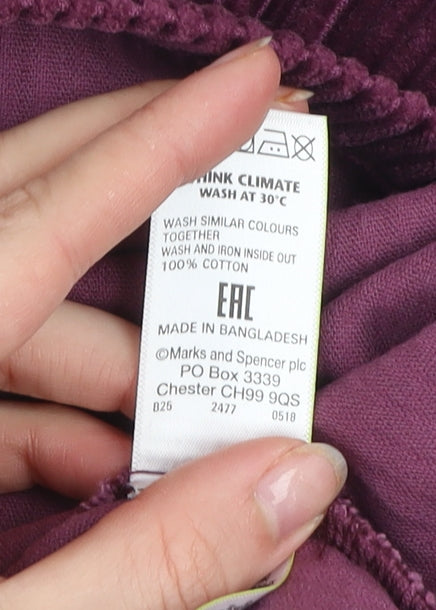 THINK CLIMATE
WASH AT 30°C
WASH SIMILAR COLOURS
TOGETHER
WASH AND IRON INSIDE OUT
100% COTTON
EAC
MADE IN BANGLADESH
©Marks and Spencer plc
PO Box 3339
Chester CH99 9QS
B25 2477 0518